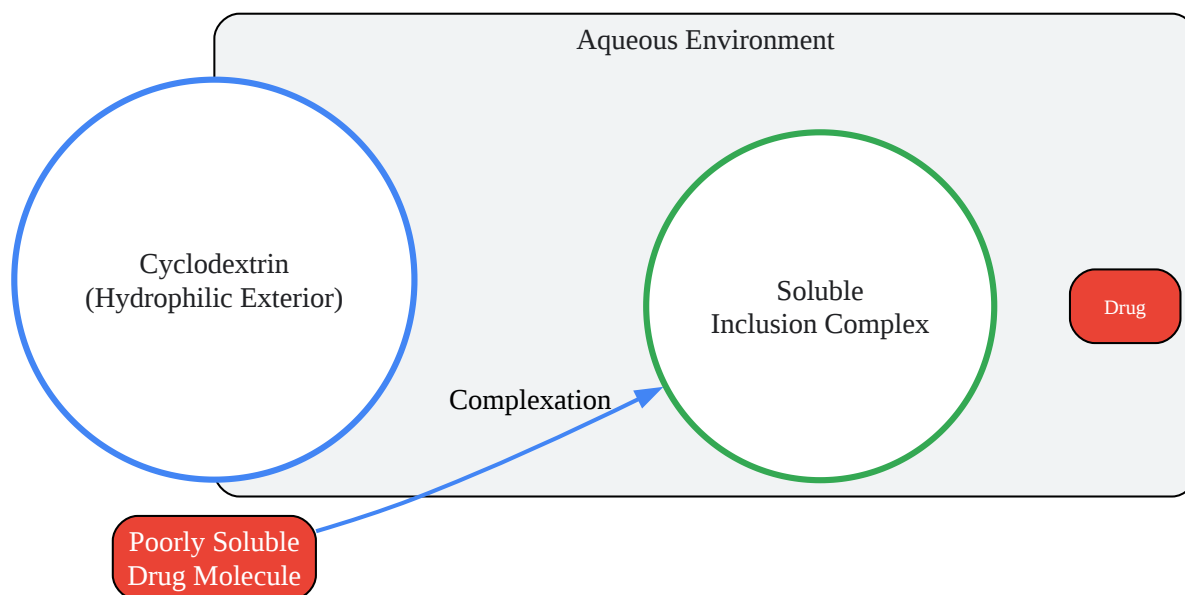 Aqueous Environment
Cyclodextrin
(Hydrophilic Exterior)
Soluble
Inclusion Complex
Drug
Complexation
Poorly Soluble
Drug Molecule